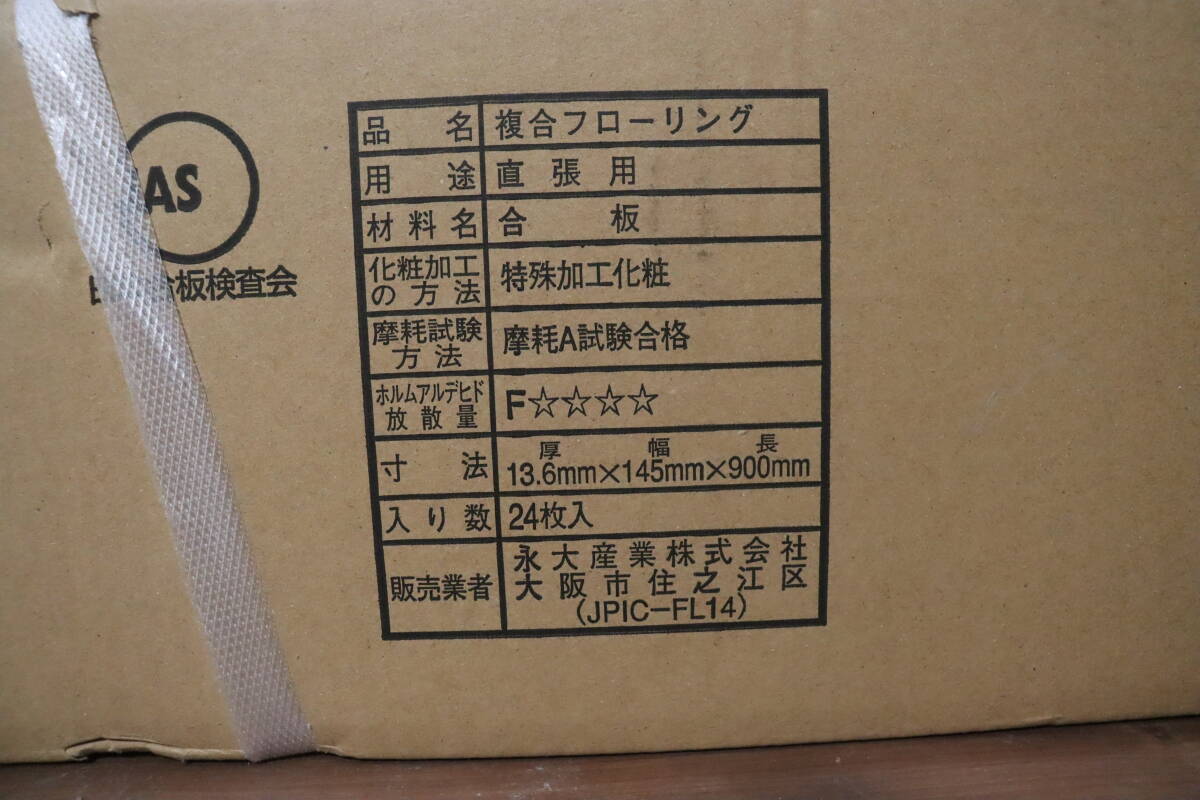 AS
合板検査会
品名 複合フローリング
用途 直張用
材料名 合板
化粧加工
の方法 特殊加工化粧
摩耗試験
方法 摩耗A試験合格
ホルムアルデヒド
放散量 F☆☆☆☆
厚 幅 長
寸法 13.6mm×145mm×900mm
入り数 24枚入
販売業者 永大産業株式会社
大阪市住之江区
(JPIC-FL14)